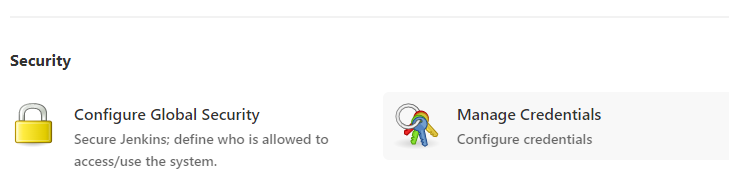 Security
Configure Global Security
Secure Jenkins; define who is allowed to
access/use the system.
Manage Credentials
Configure credentials